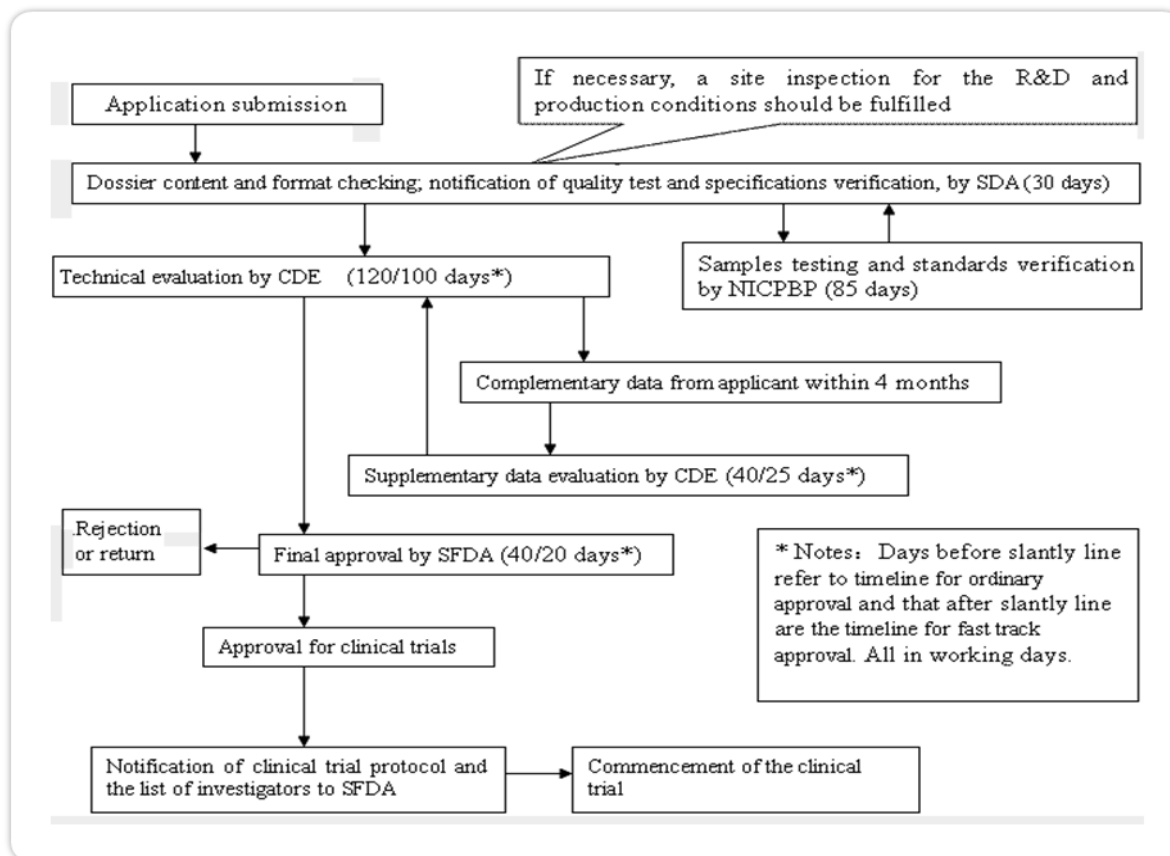 If necessary, a site inspection for the R&D and
production conditions should be fulfilled
Application submission
Dossier content and format checking; notification of quality test and specifications verification, by SDA (30 days)
Technical evaluation by CDE (120/100 days*)
Samples testing and standards verification
by NICPBP (85 days)
Complementary data from applicant within 4 months
Supplementary data evaluation by CDE (40/25 days*)
.Rejection
or return
Final approval by SFDA (40/20 days*)
* Notes: Days before slantly line
refer to timeline for ordinary
approval and that after slantly line
are the timeline for fast track
approval. All in working days.
Approval for clinical trials
Notification of clinical trial protocol and
the list of investigators to SFDA
Commencement of the clinical
trial